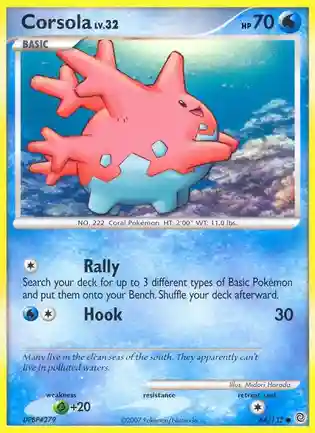 Corsola LV.32 HP 70
BASIC
NO. 222 Coral Pokémon HT: 2'00" WT: 11.0 lbs.
Rally
Search your deck for up to 3 different types of Basic Pokémon
and put them onto your Bench. Shuffle your deck afterward.
Hook 30
Many live in the clean seas of the south. They apparently can't
live in polluted waters.
Illus. Midori Harada
weakness resistance retreat cost
+20
DPBP#279 ©2007 Pokémon/Nintendo